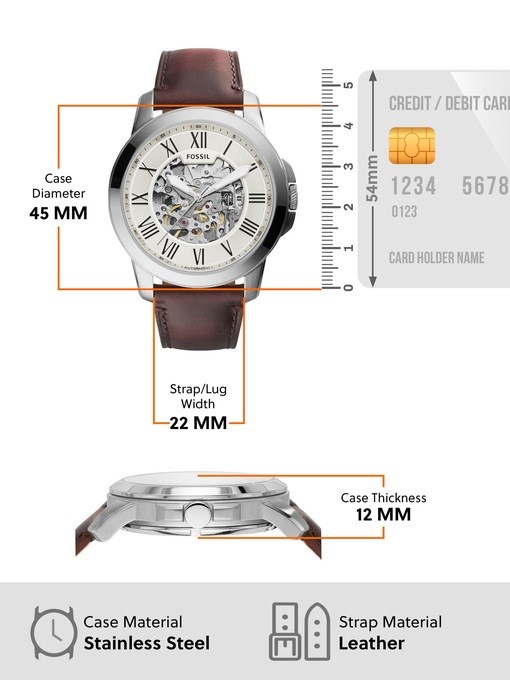 XII
FOSSIL
AUTOMATIC
Case
Diameter
45 MM
5
4
3
2
1
0
54mm
CREDIT / DEBIT CARD
1234 5678
0123
CARD HOLDER NAME
Strap/Lug
Width
22 MM
Case Thickness
12 MM
Case Material
Stainless Steel
Strap Material
Leather